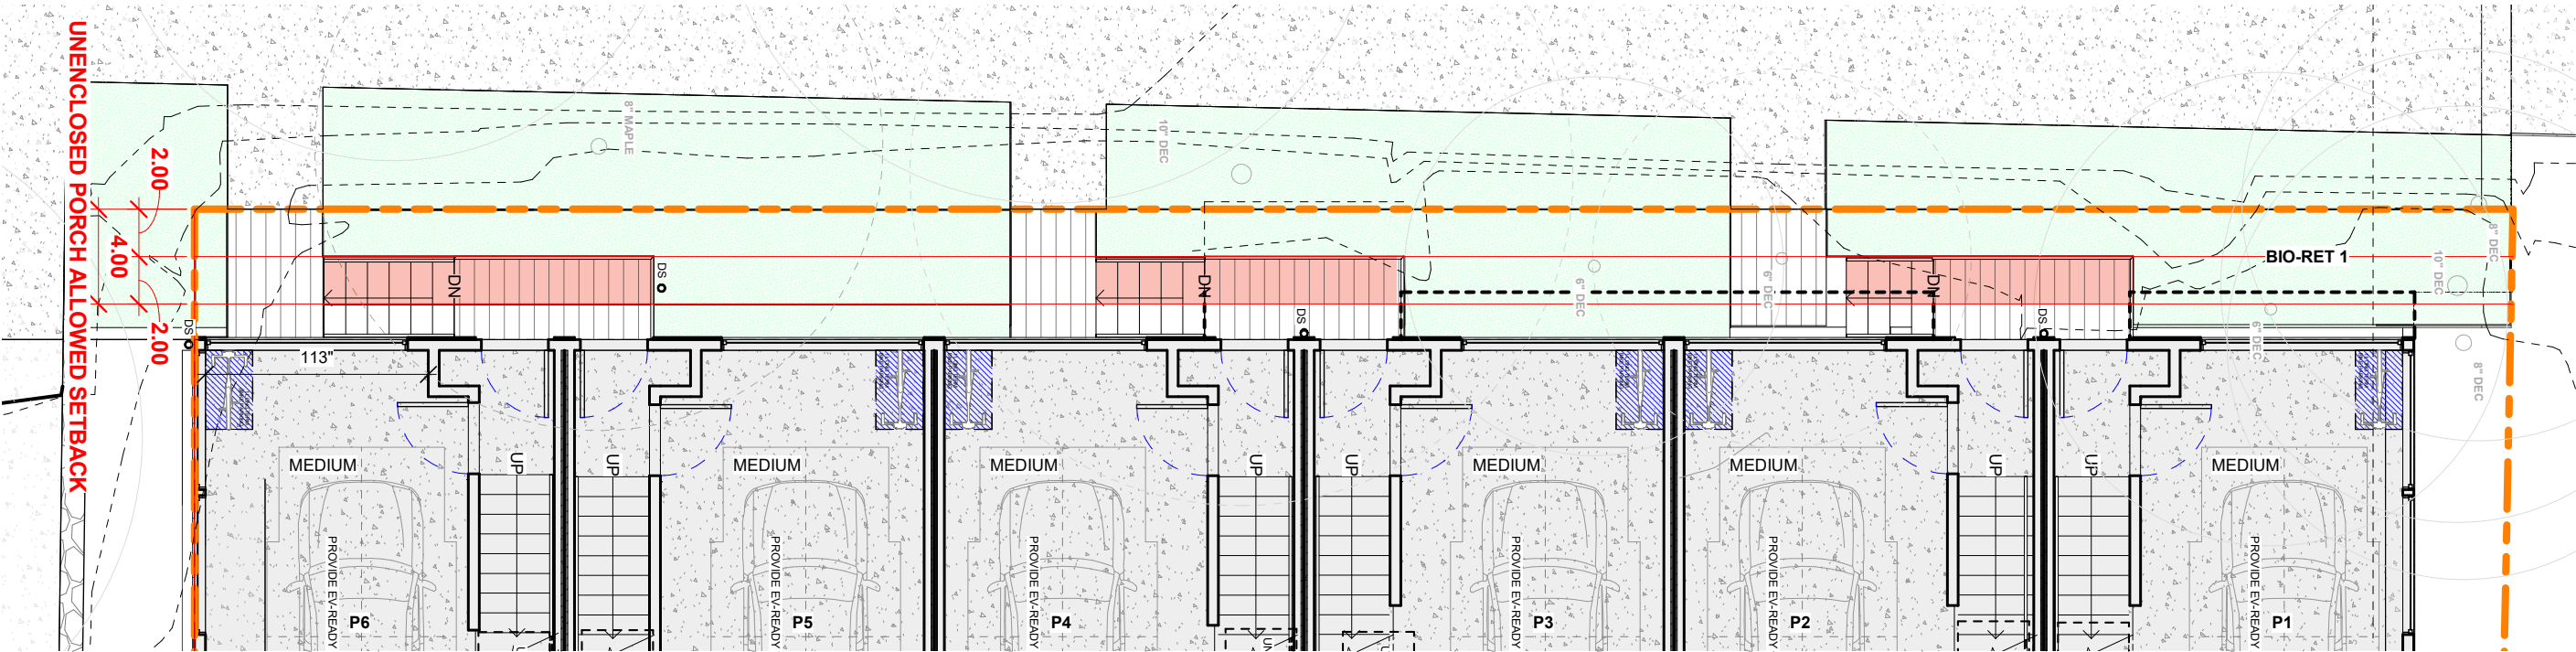 UNENCLOSED PORCH ALLOWED SETBACK
2.00
4.00
2.00
8" MAPLE
10" DEC
6" DEC
6" DEC
BIO-RET 1
10" DEC
8" DEC
6" DEC
8" DEC
DN
DS
DN
DN
DS
DS
DS
113"
MEDIUM
UP
UP
MEDIUM
MEDIUM
UP
UP
MEDIUM
MEDIUM
UP
UP
MEDIUM
PROVIDE EV-READY
PROVIDE EV-READY
PROVIDE EV-READY
PROVIDE EV-READY
PROVIDE EV-READY
PROVIDE EV-READY
P6
P5
P4
P3
P2
P1